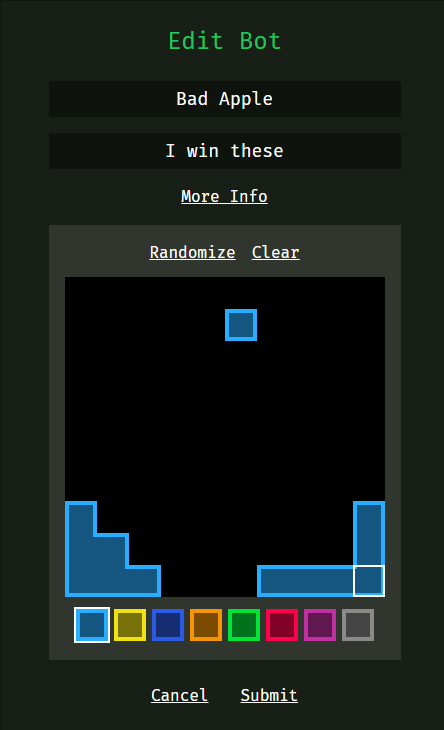 Edit Bot
Bad Apple
I win these
More Info
Randomize Clear
Cancel Submit